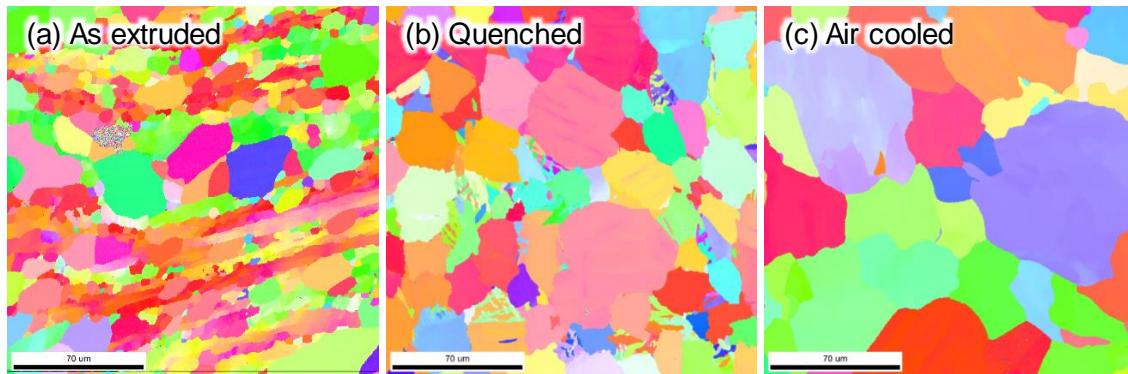 (a) As extruded
(b) Quenched
(c) Air cooled
70 um
70 um
70 um